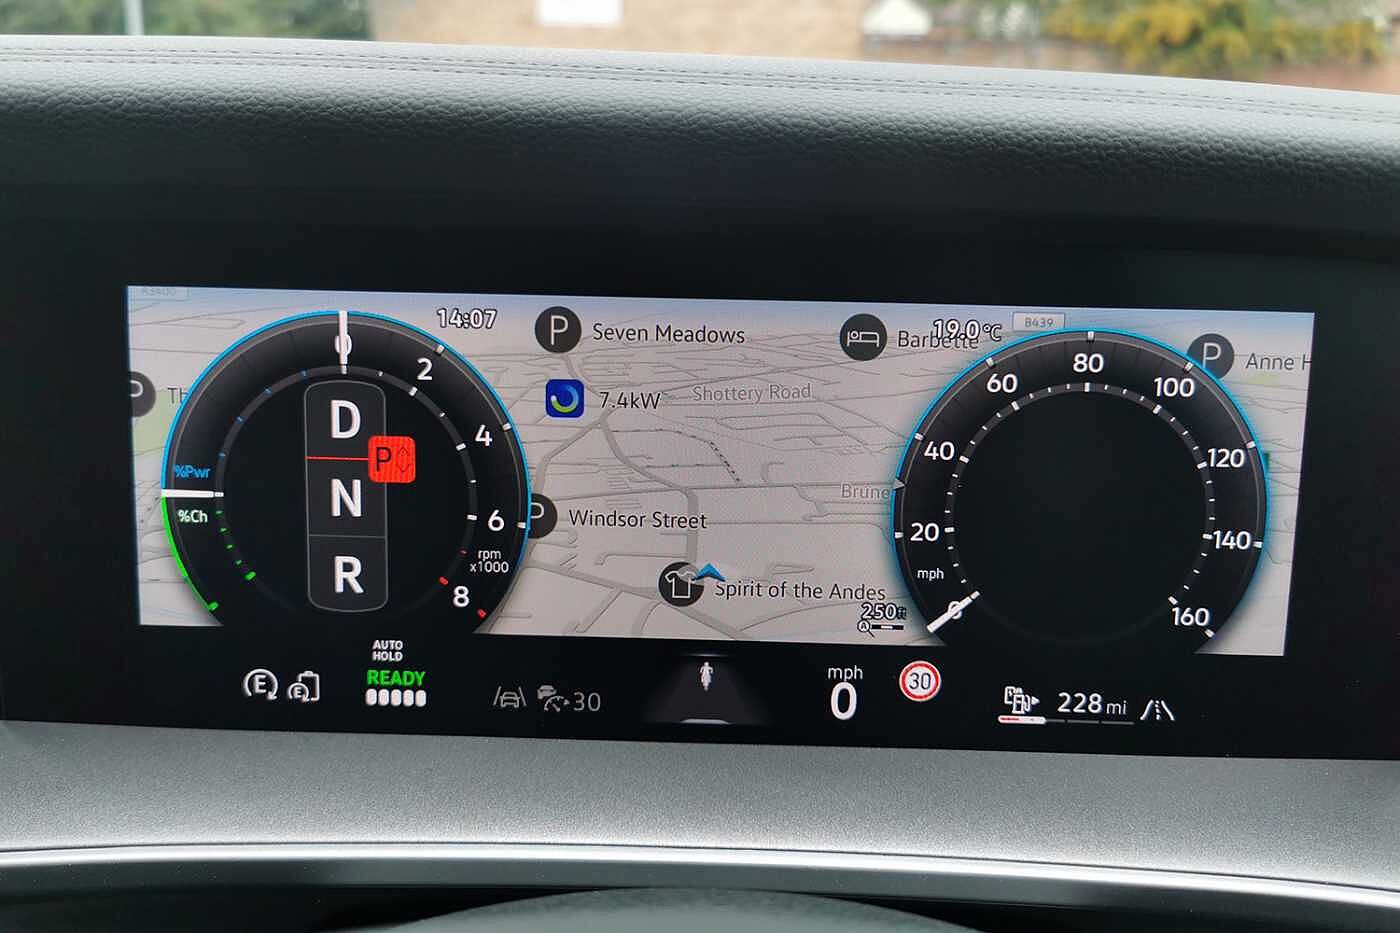 14:07
P Seven Meadows
Barbette
19.0°C
B439
P Anne H
P Th
7.4kW
Shottery Road
0
2
4
6
8
rpm
x1000
%Pwr
%Ch
D
N
R
P
P Windsor Street
Brune
Spirit of the Andes
250ft
A
0
20
40
60
80
100
120
140
160
mph
E
E
AUTO
HOLD
READY
30
mph
0
30
228 mi